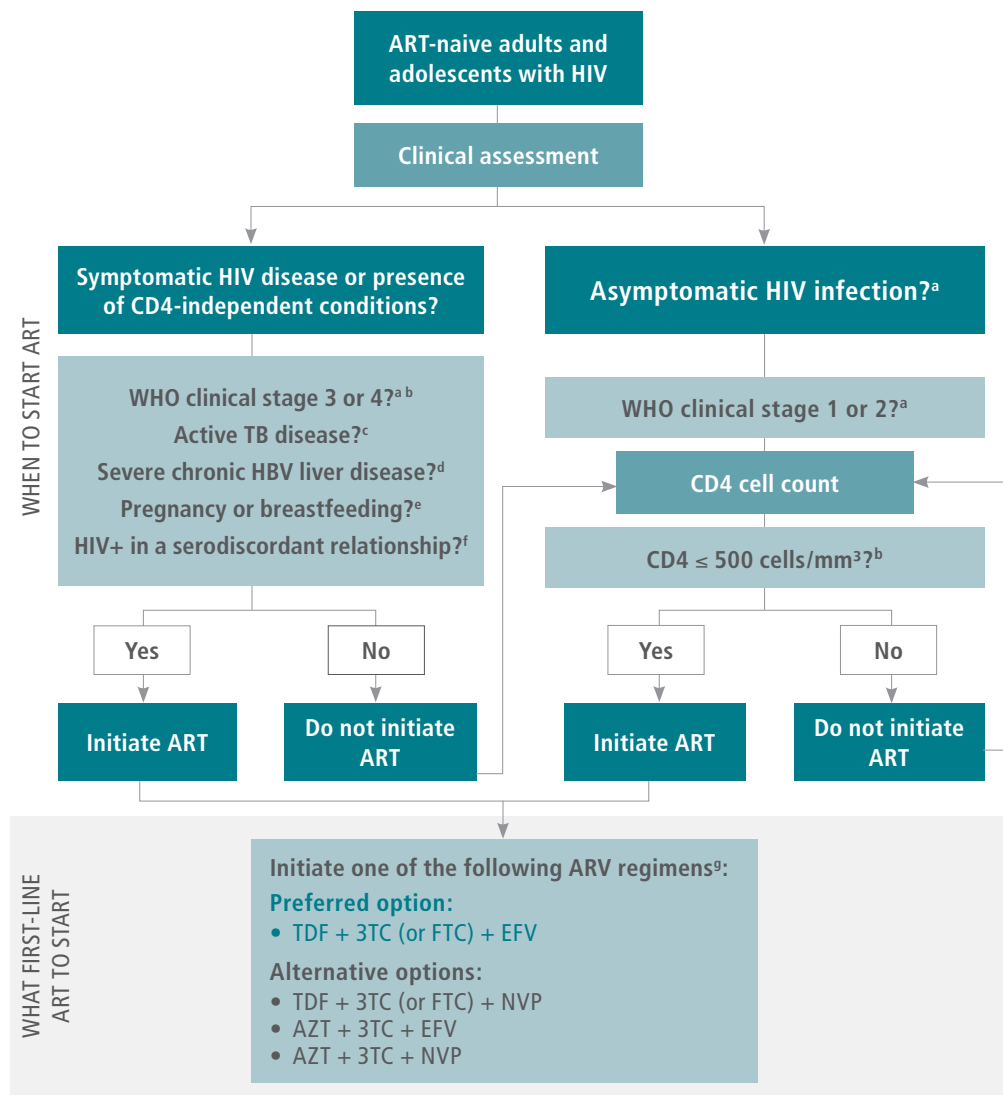 ART-naive adults and
adolescents with HIV
Clinical assessment
WHEN TO START ART
Symptomatic HIV disease or presence
of CD4-independent conditions?
WHO clinical stage 3 or 4?ᵃ ᵇ
Active TB disease?ᶜ
Severe chronic HBV liver disease?ᵈ
Pregnancy or breastfeeding?ᵉ
HIV+ in a serodiscordant relationship?ᶠ
Yes
No
Initiate ART
Do not initiate
ART
Asymptomatic HIV infection?ᵃ
WHO clinical stage 1 or 2?ᵃ
CD4 cell count
CD4 ≤ 500 cells/mm³?ᵇ
Yes
No
Initiate ART
Do not initiate
ART
WHAT FIRST-LINE
ART TO START
Initiate one of the following ARV regimensᵍ:
Preferred option:
• TDF + 3TC (or FTC) + EFV
Alternative options:
• TDF + 3TC (or FTC) + NVP
• AZT + 3TC + EFV
• AZT + 3TC + NVP